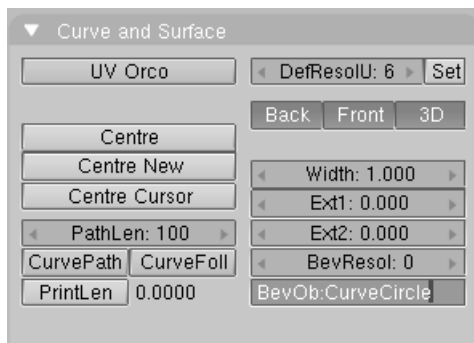 Curve and Surface
UV Orco
DefResolU: 6 Set
Back Front 3D
Centre
Centre New
Centre Cursor
Width: 1.000
Ext1: 0.000
PathLen: 100
Ext2: 0.000
CurvePath CurveFoll
BevResol: 0
PrintLen 0.0000
BevOb:CurveCircle